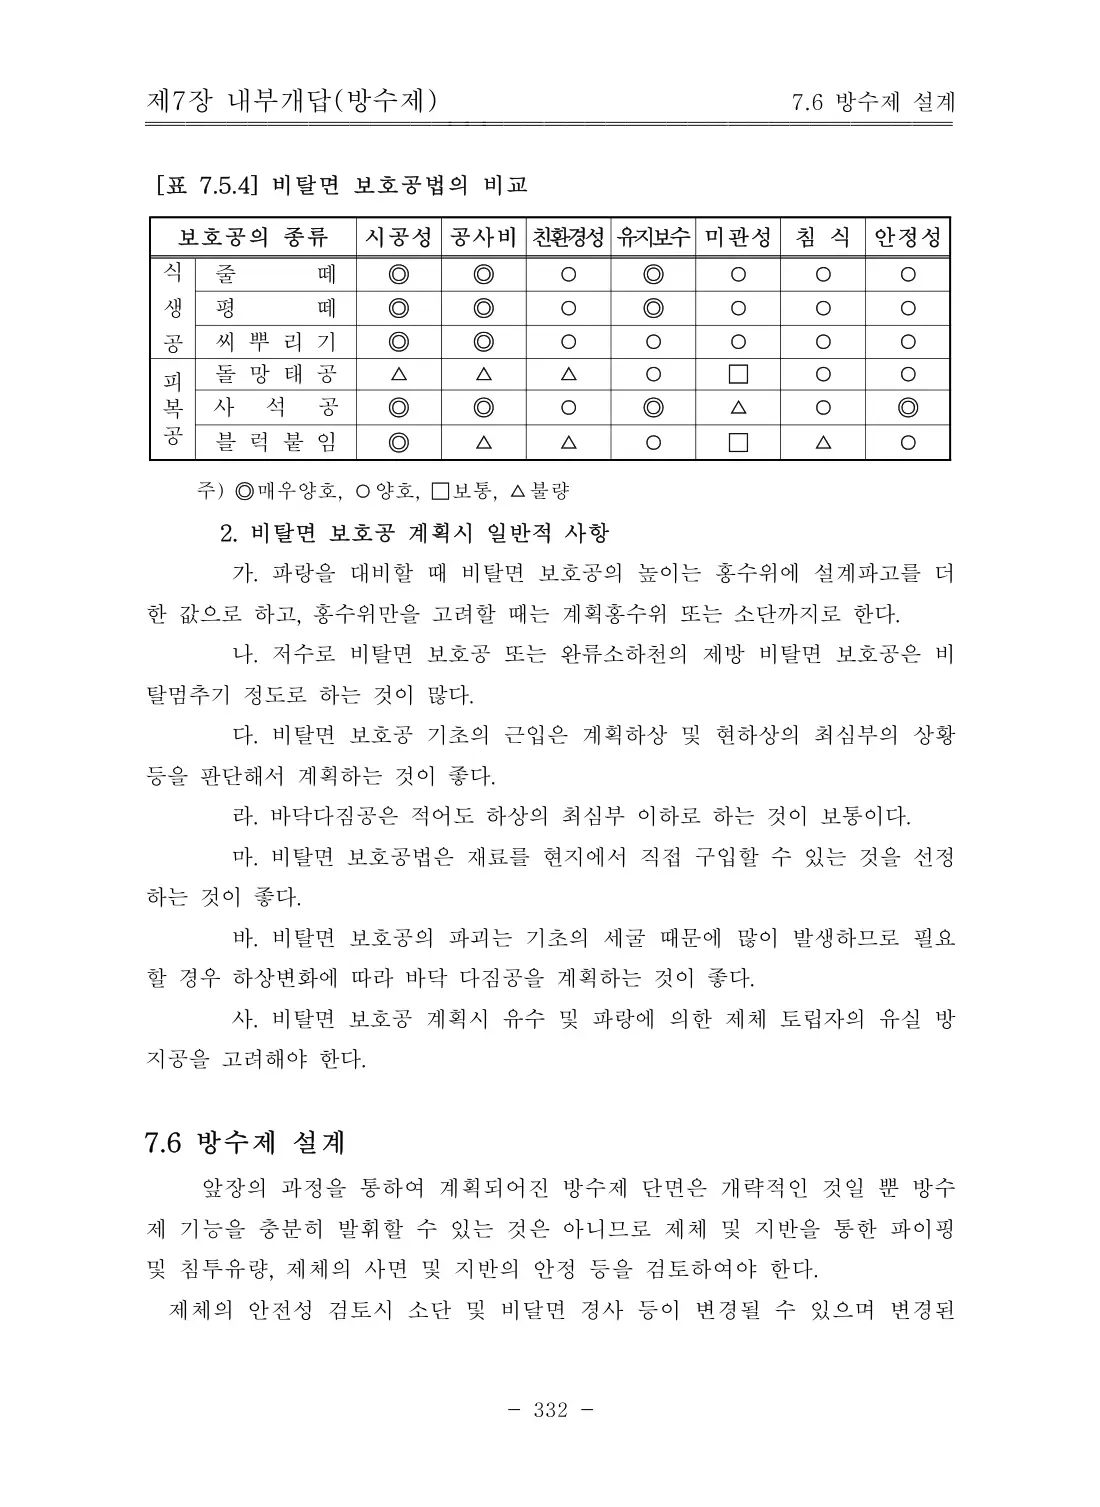 제7장 내부개답(방수제) 7.6 방수제 설계
[표 7.5.4] 비탈면 보호공법의 비교
보호공의 종류 시공성 공사비 친환경성 유지보수 미관성 침 식 안정성
식생공 줄 떼 ◎ ◎ ○ ◎ ○ ○ ○
평 떼 ◎ ◎ ○ ◎ ○ ○ ○
씨 뿌 리 기 ◎ ◎ ○ ○ ○ ○ ○
피복공 돌 망 태 공 △ △ △ ○ □ ○ ○
사 석 공 ◎ ◎ ○ ◎ △ ○ ◎
블 럭 붙 임 ◎ △ △ ○ □ △ ○
주) ◎매우양호, ○양호, □보통, △불량
2. 비탈면 보호공 계획시 일반적 사항
가. 파랑을 대비할 때 비탈면 보호공의 높이는 홍수위에 설계파고를 더
한 값으로 하고, 홍수위만을 고려할 때는 계획홍수위 또는 소단까지로 한다.
나. 저수로 비탈면 보호공 또는 완류소하천의 제방 비탈면 보호공은 비
탈멈추기 정도로 하는 것이 많다.
다. 비탈면 보호공 기초의 근입은 계획하상 및 현하상의 최심부의 상황
등을 판단해서 계획하는 것이 좋다.
라. 바닥다짐공은 적어도 하상의 최심부 이하로 하는 것이 보통이다.
마. 비탈면 보호공법은 재료를 현지에서 직접 구입할 수 있는 것을 선정
하는 것이 좋다.
바. 비탈면 보호공의 파괴는 기초의 세굴 때문에 많이 발생하므로 필요
할 경우 하상변화에 따라 바닥 다짐공을 계획하는 것이 좋다.
사. 비탈면 보호공 계획시 유수 및 파랑에 의한 제체 토립자의 유실 방
지공을 고려해야 한다.
7.6 방수제 설계
앞장의 과정을 통하여 계획되어진 방수제 단면은 개략적인 것일 뿐 방수
제 기능을 충분히 발휘할 수 있는 것은 아니므로 제체 및 지반을 통한 파이핑
및 침투유량, 제체의 사면 및 지반의 안정 등을 검토하여야 한다.
제체의 안전성 검토시 소단 및 비달면 경사 등이 변경될 수 있으며 변경된
- 332 -